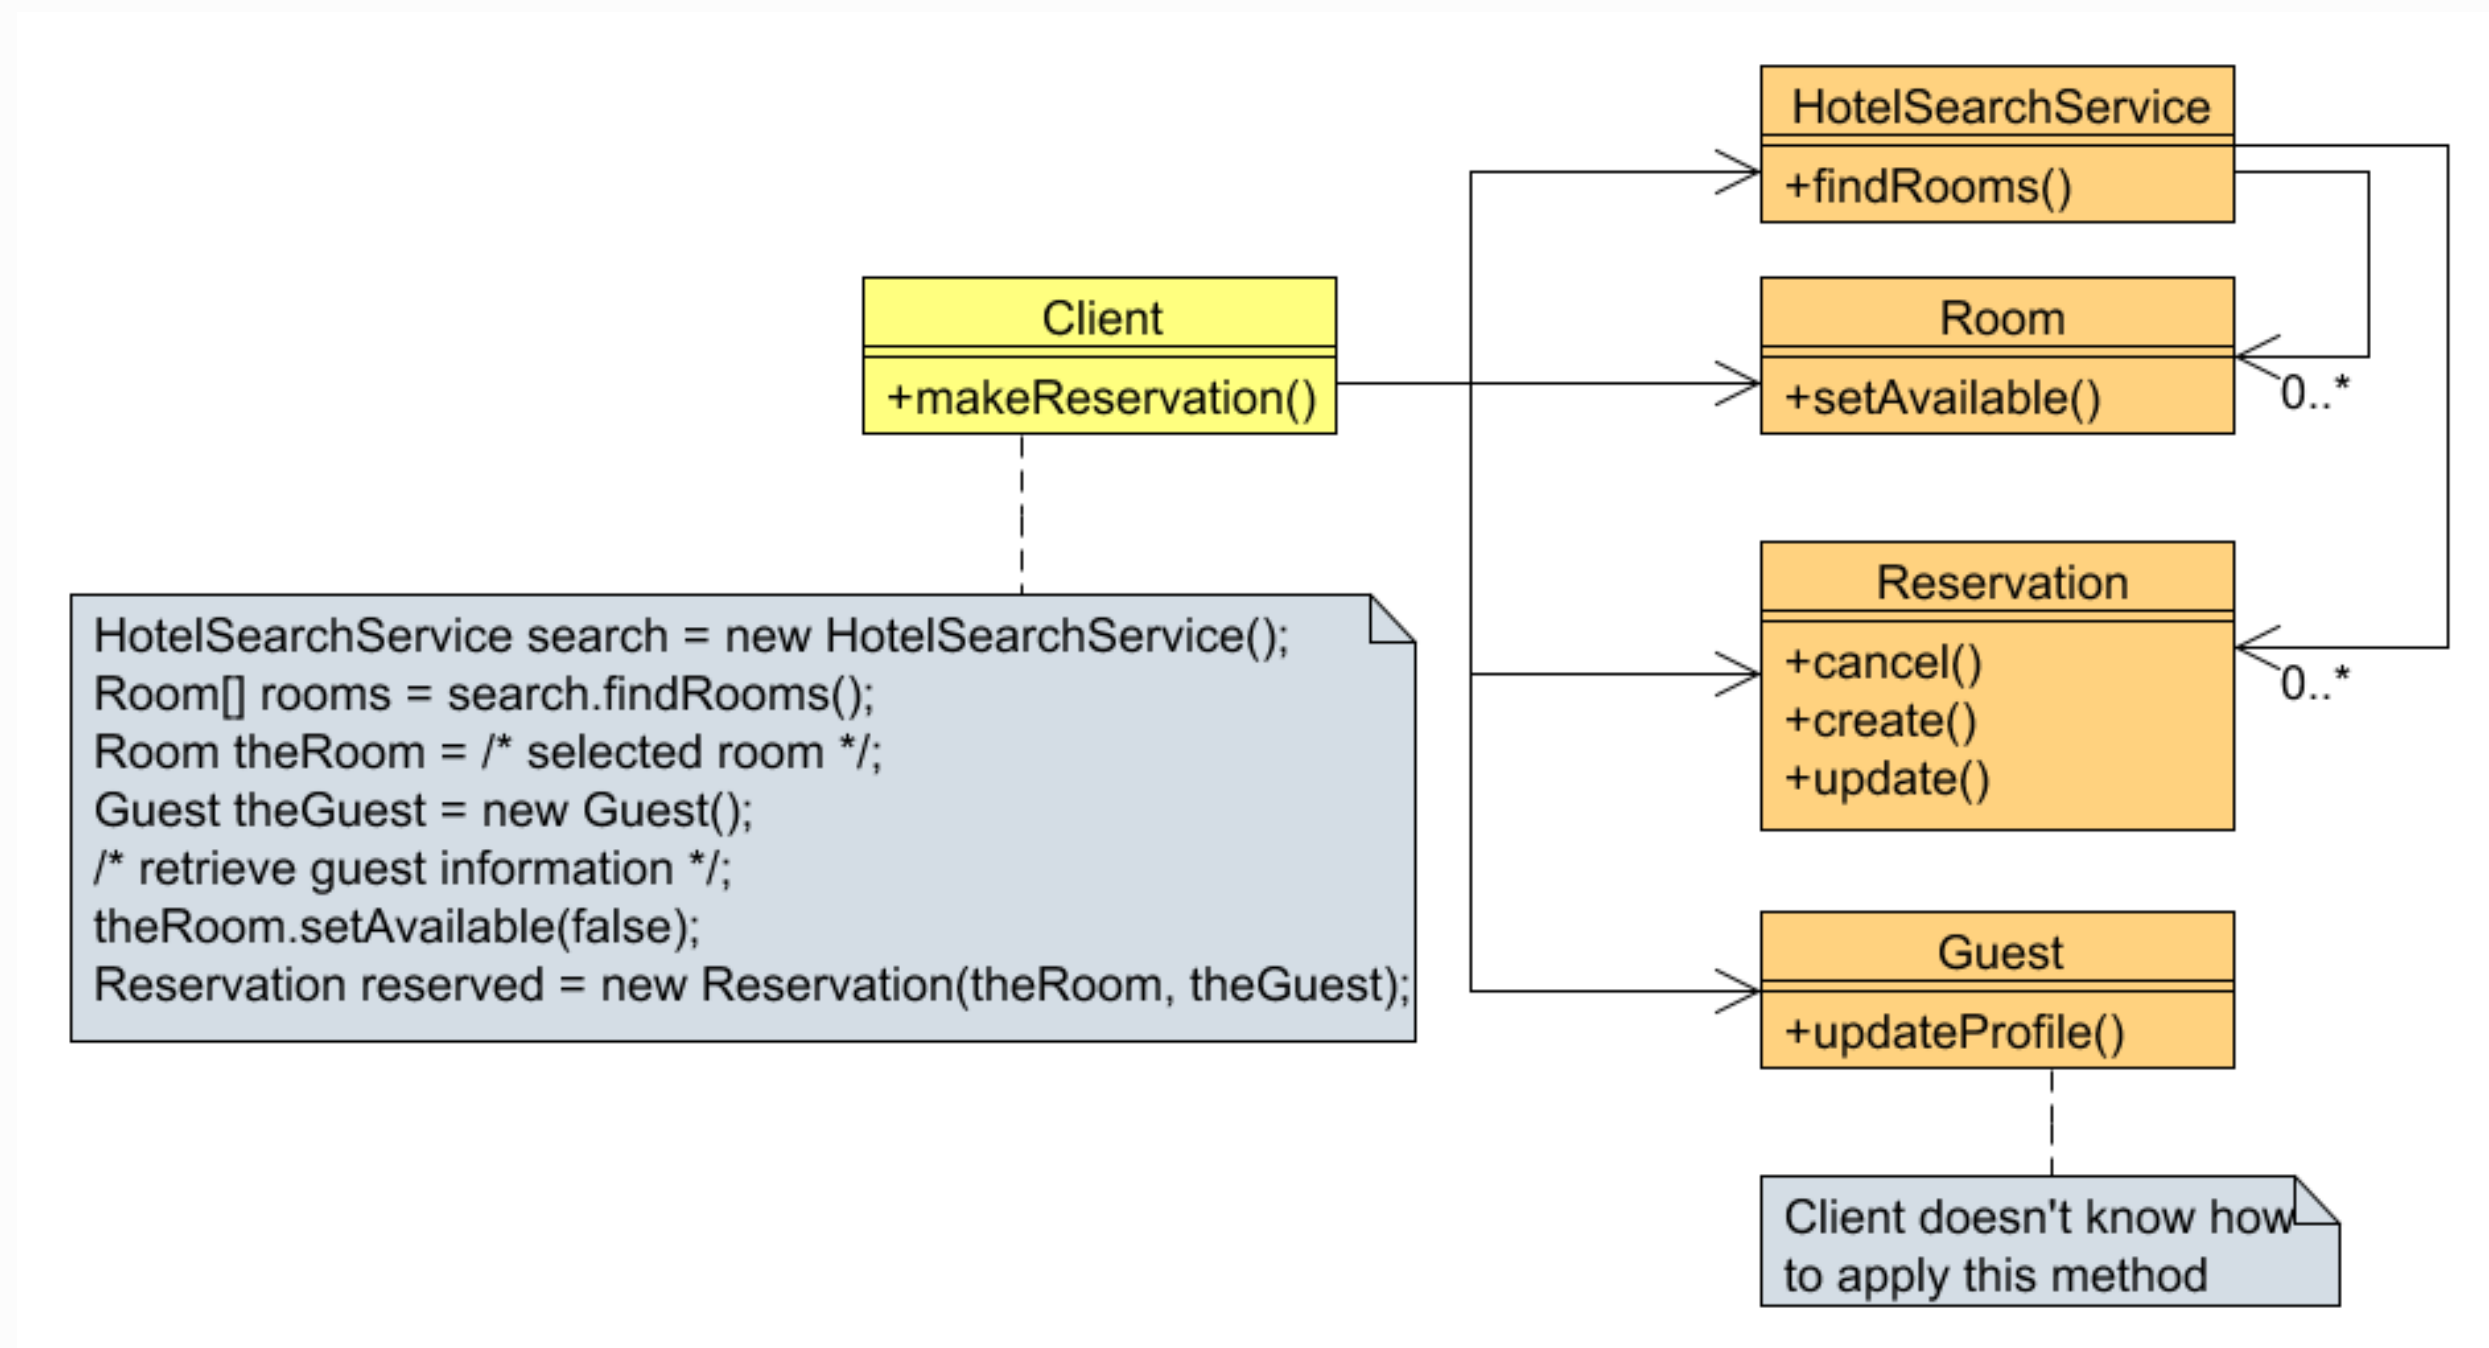 HotelSearchService
+findRooms()
Client
+makeReservation()
Room
+setAvailable()
0..*
Reservation
+cancel()
+create()
+update()
0..*
HotelSearchService search = new HotelSearchService();
Room[] rooms = search.findRooms();
Room theRoom = /* selected room */;
Guest theGuest = new Guest();
/* retrieve guest information */;
theRoom.setAvailable(false);
Reservation reserved = new Reservation(theRoom, theGuest);
Guest
+updateProfile()
Client doesn't know how
to apply this method